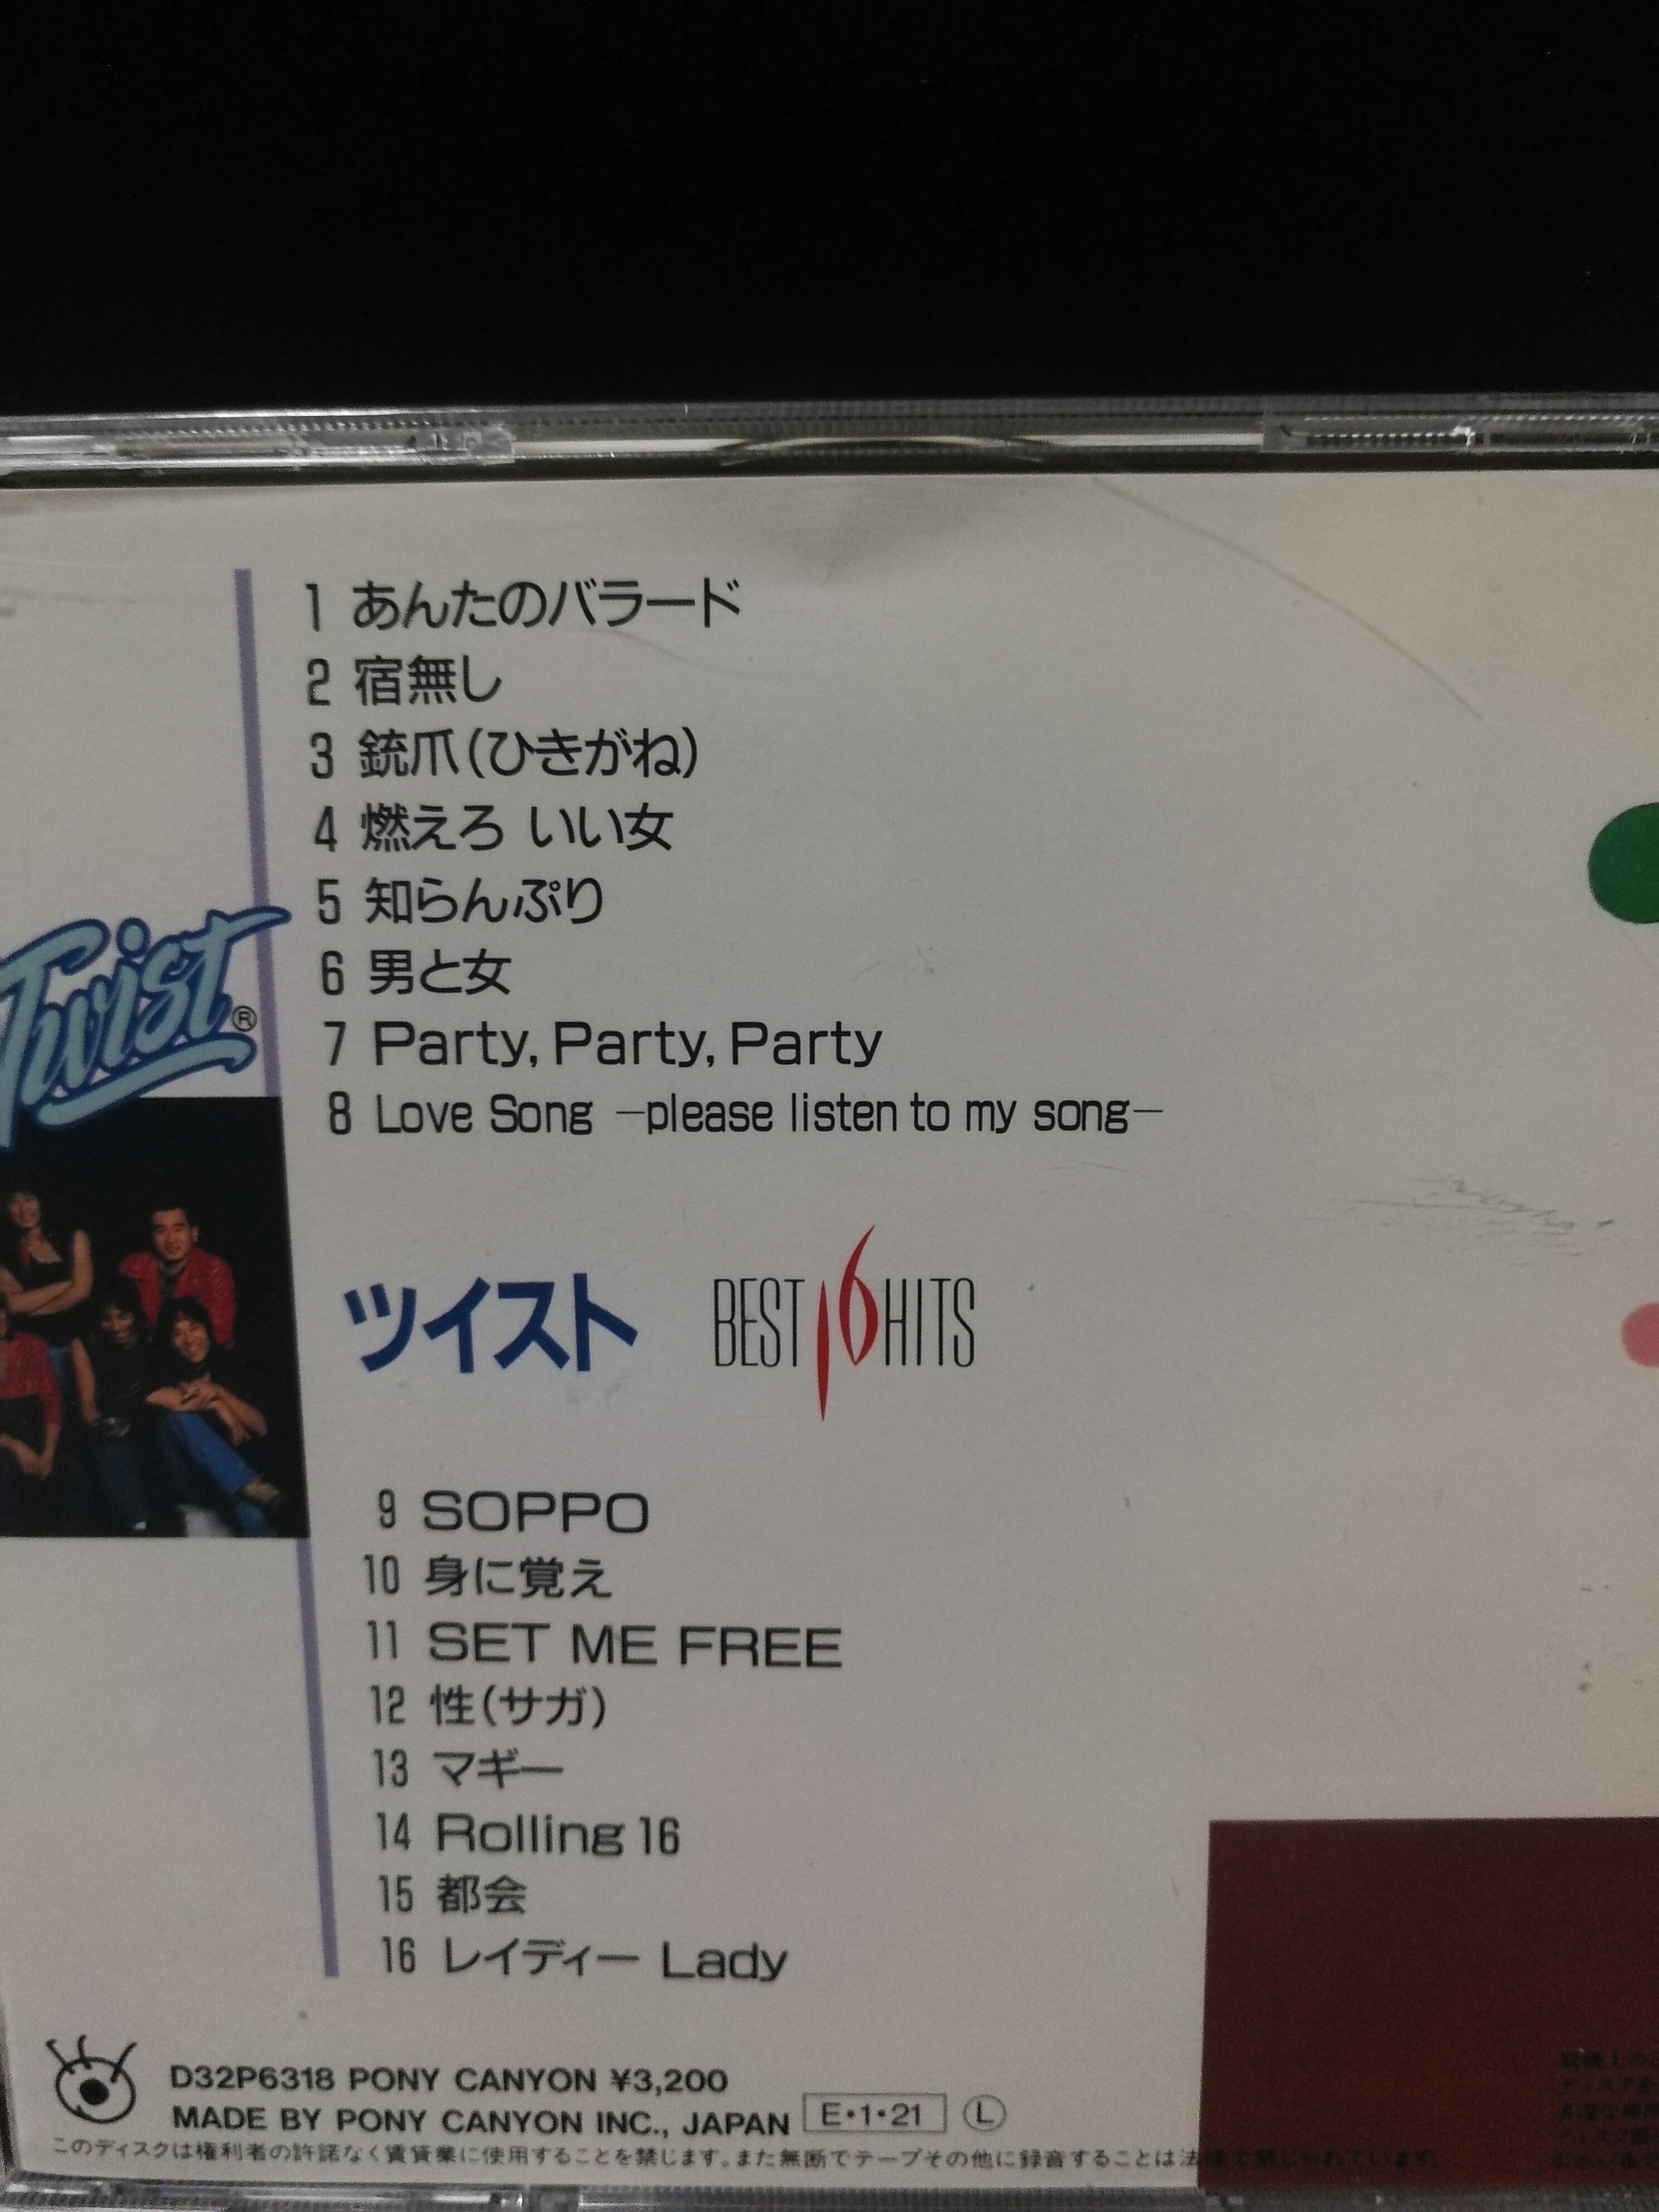 1 あんたのバラード
2 宿無し
3 銃爪(ひきがね)
4 燃えろ いい女
5 知らんぷり
6 男と女
7 Party, Party, Party
8 Love Song —please listen to my song—
Twist®
ツイスト BEST 16 HITS
9 SOPPO
10 身に覚え
11 SET ME FREE
12 性(サガ)
13 マギー
14 Rolling 16
15 都会
16 レイディー Lady
D32P6318 PONY CANYON ¥3,200
MADE BY PONY CANYON INC., JAPAN E•1•21 Ⓛ
このディスクは権利者の許諾なく賃貸業に使用することを禁じます。また無断でテープその他に録音することは法律で禁じられています。